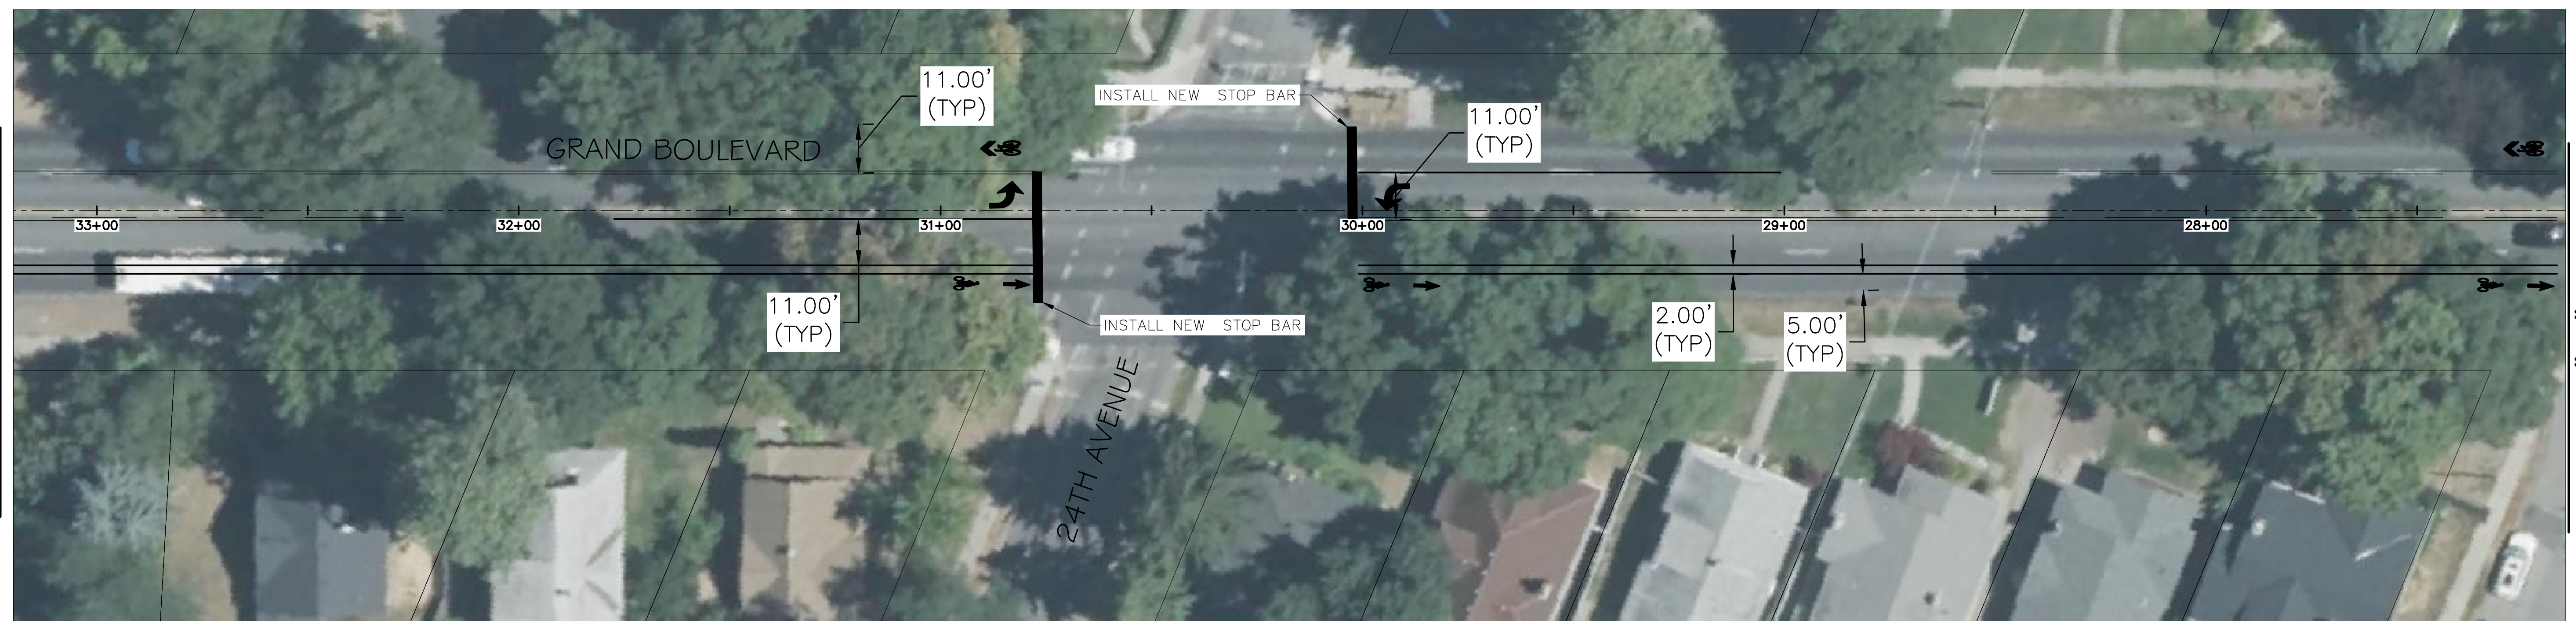 11.00'
(TYP)
INSTALL NEW STOP BAR
11.00'
(TYP)
GRAND BOULEVARD
33+00
32+00
31+00
30+00
29+00
28+00
11.00'
(TYP)
INSTALL NEW STOP BAR
2.00'
(TYP)
5.00'
(TYP)
24TH AVENUE